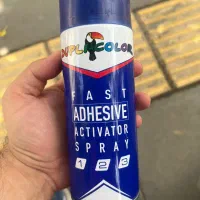 DUPLICOLOR
FAST
ADHESIVE
ACTIVATOR
SPRAY
1 2 3